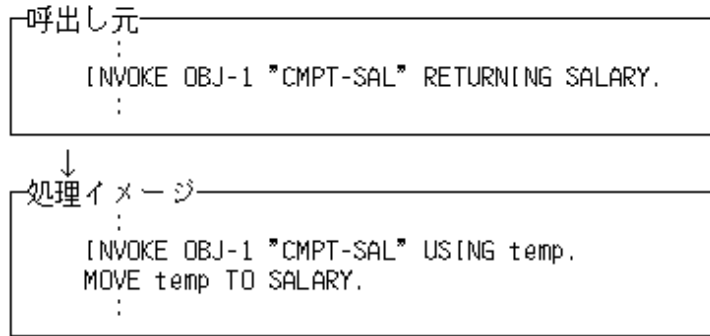 呼出し元
:
INVOKE OBJ-1 "CMPT-SAL" RETURNING SALARY.
:
↓
処理イメージ
:
INVOKE OBJ-1 "CMPT-SAL" USING temp.
MOVE temp TO SALARY.
: